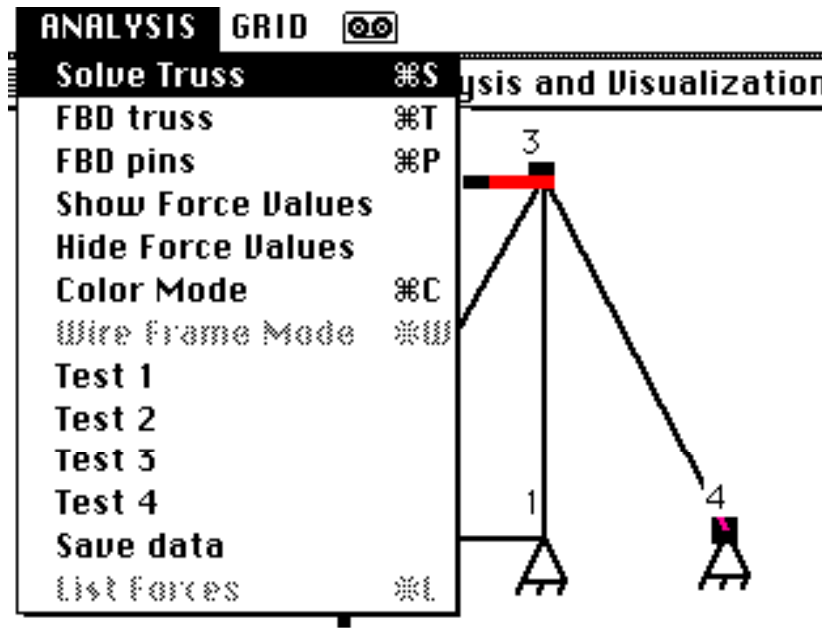 ANALYSIS GRID
Solve Truss ⌘S
ysis and Visualization
FBD truss ⌘T
FBD pins ⌘P
Show Force Values
Hide Force Values
Color Mode ⌘C
Wire Frame Mode ⌘W
Test 1
Test 2
Test 3
Test 4
Save data
List Forces ⌘L
3
1
4